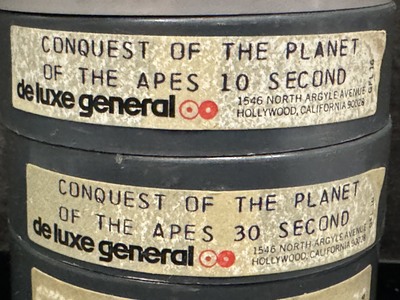 CONQUEST OF THE PLANET
OF THE APES 10 SECOND
de luxe general
1546 NORTH ARGYLE AVENUE
HOLLYWOOD, CALIFORNIA 90028
CONQUEST OF THE PLANET
OF THE APES 30 SECOND
de luxe general
1546 NORTH ARGYLE AVENUE
HOLLYWOOD, CALIFORNIA 90028